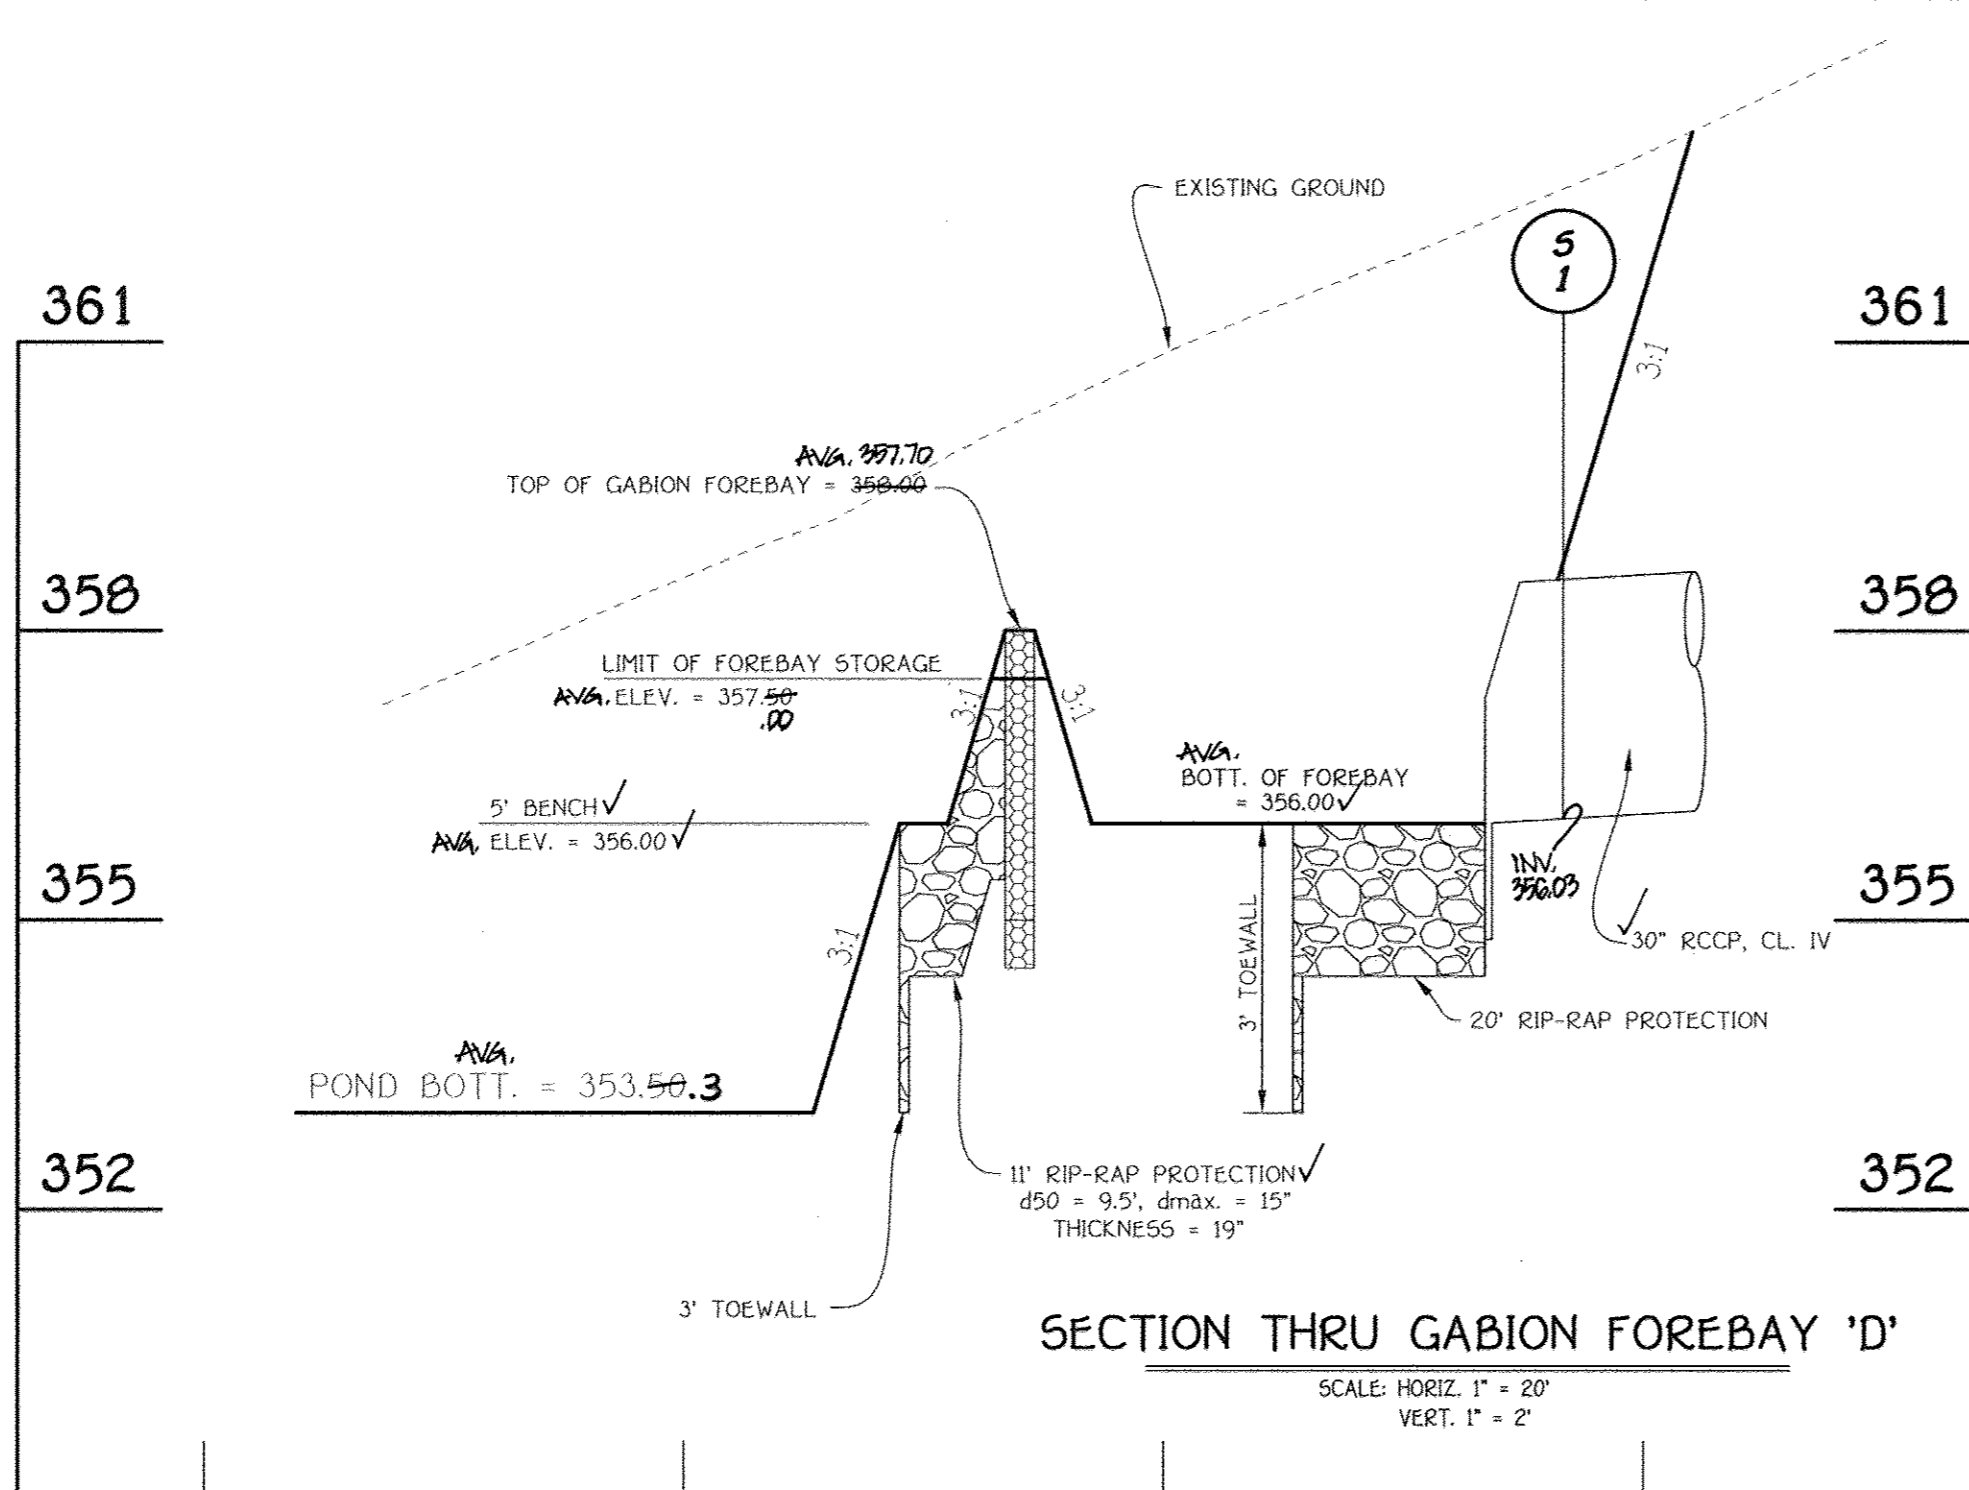 EXISTING GROUND
S
1
361
361
3:1
AVG. 357.70
TOP OF GABION FOREBAY = 358.00
358
358
LIMIT OF FOREBAY STORAGE
AVG. ELEV. = 357.50
.00
3:1
3:1
AVG.
BOTT. OF FOREBAY
= 356.00 ✓
5' BENCH ✓
AVG. ELEV. = 356.00 ✓
INV.
356.03
355
355
3:1
3' TOEWALL
✓
30" RCCP, CL. IV
20' RIP-RAP PROTECTION
AVG.
POND BOTT. = 353.50.3
352
352
11' RIP-RAP PROTECTION ✓
d50 = 9.5', dmax. = 15"
THICKNESS = 19"
3' TOEWALL
SECTION THRU GABION FOREBAY 'D'
SCALE: HORIZ. 1" = 20'
VERT. 1" = 2'